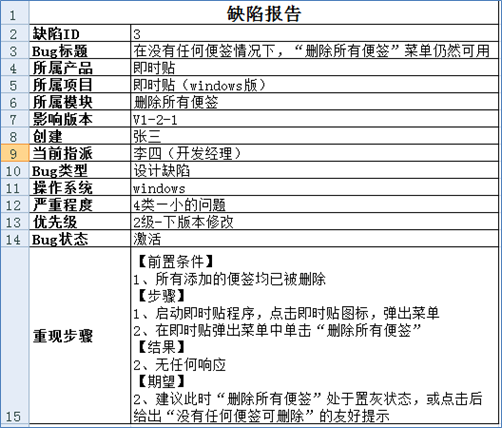 1 缺陷报告
2 缺陷ID 3
3 Bug标题 在没有任何便签情况下，“删除所有便签”菜单仍然可用
4 所属产品 即时贴
5 所属项目 即时贴（windows版）
6 所属模块 删除所有便签
7 影响版本 V1-2-1
8 创建 张三
9 当前指派 李四（开发经理）
10 Bug类型 设计缺陷
11 操作系统 windows
12 严重程度 4类—小的问题
13 优先级 2级-下版本修改
14 Bug状态 激活
15 重现步骤
【前置条件】
1、所有添加的便签均已被删除
【步骤】
1、启动即时贴程序，点击即时贴图标，弹出菜单
2、在即时贴弹出菜单中单击“删除所有便签”
【结果】
2、无任何响应
【期望】
2、建议此时“删除所有便签”处于置灰状态，或点击后
给出“没有任何便签可删除”的友好提示